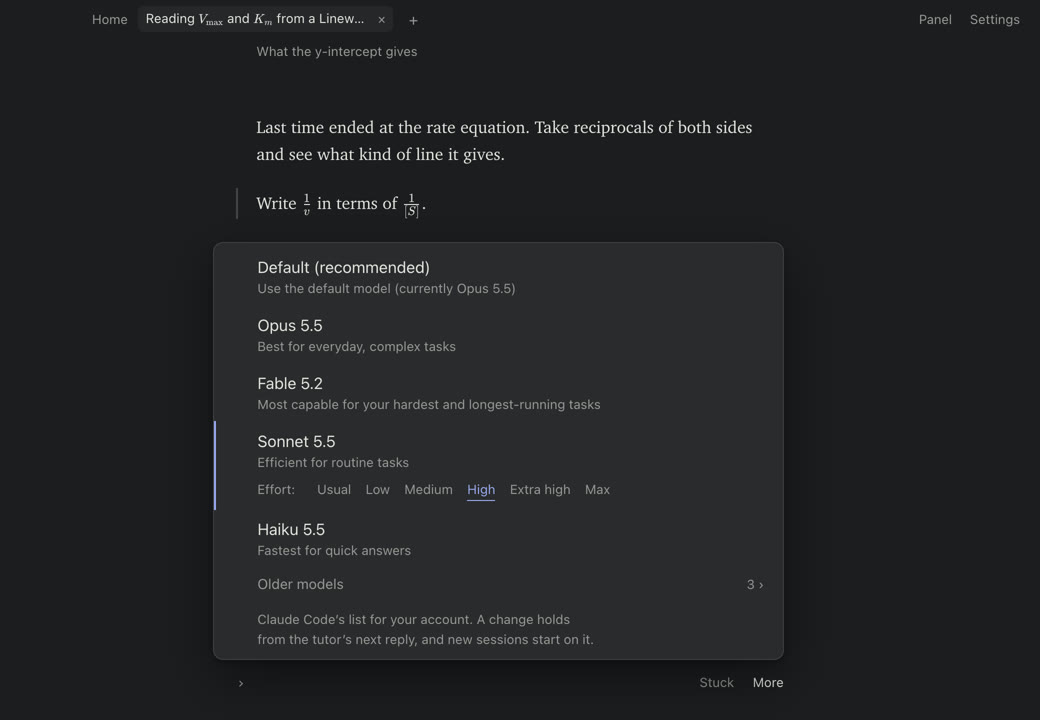 Home
Reading V_max and K_m from a Linew... ×
+
Panel
Settings
What the y-intercept gives
Last time ended at the rate equation. Take reciprocals of both sides
and see what kind of line it gives.
Write 1/v in terms of 1/[S].
Default (recommended)
Use the default model (currently Opus 5.5)
Opus 5.5
Best for everyday, complex tasks
Fable 5.2
Most capable for your hardest and longest-running tasks
Sonnet 5.5
Efficient for routine tasks
Effort: Usual Low Medium High Extra high Max
Haiku 5.5
Fastest for quick answers
Older models 3 ›
Claude Code’s list for your account. A change holds
from the tutor’s next reply, and new sessions start on it.
› Stuck More